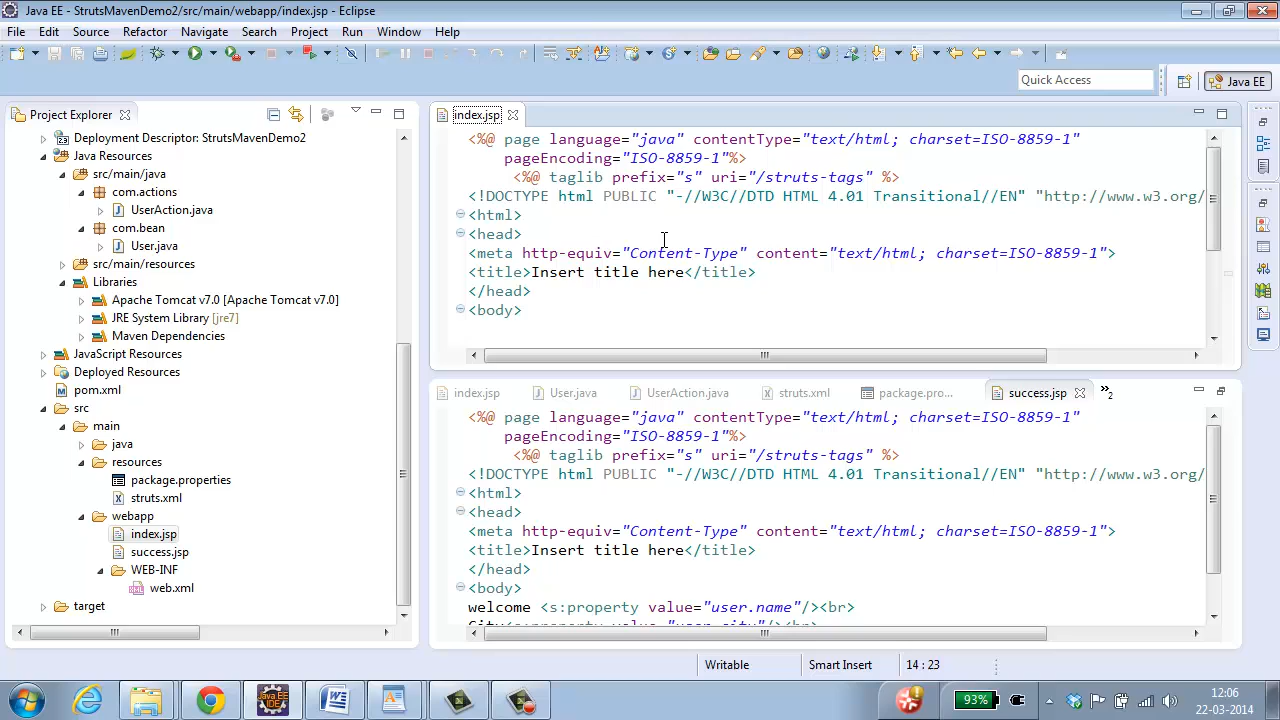 Java EE - StrutsMavenDemo2/src/main/webapp/index.jsp - Eclipse
File Edit Source Refactor Navigate Search Project Run Window Help
Quick Access
Java EE
Project Explorer
Deployment Descriptor: StrutsMavenDemo2
Java Resources
src/main/java
com.actions
UserAction.java
com.bean
User.java
src/main/resources
Libraries
Apache Tomcat v7.0 [Apache Tomcat v7.0]
JRE System Library [jre7]
Maven Dependencies
JavaScript Resources
Deployed Resources
pom.xml
src
main
java
resources
package.properties
struts.xml
webapp
index.jsp
success.jsp
WEB-INF
web.xml
target
index.jsp
<%@ page language="java" contentType="text/html; charset=ISO-8859-1"
pageEncoding="ISO-8859-1"%>
<%@ taglib prefix="s" uri="/struts-tags" %>
<!DOCTYPE html PUBLIC "-//W3C//DTD HTML 4.01 Transitional//EN" "http://www.w3.org/
<html>
<head>
<meta http-equiv="Content-Type" content="text/html; charset=ISO-8859-1">
<title>Insert title here</title>
</head>
<body>
index.jsp User.java UserAction.java struts.xml package.pro... success.jsp »2
<%@ page language="java" contentType="text/html; charset=ISO-8859-1"
pageEncoding="ISO-8859-1"%>
<%@ taglib prefix="s" uri="/struts-tags" %>
<!DOCTYPE html PUBLIC "-//W3C//DTD HTML 4.01 Transitional//EN" "http://www.w3.org/
<html>
<head>
<meta http-equiv="Content-Type" content="text/html; charset=ISO-8859-1">
<title>Insert title here</title>
</head>
<body>
welcome <s:property value="user.name"/><br>
City<s:property value="user.city"/><br>
Writable Smart Insert 14 : 23
93%
12:06
22-03-2014